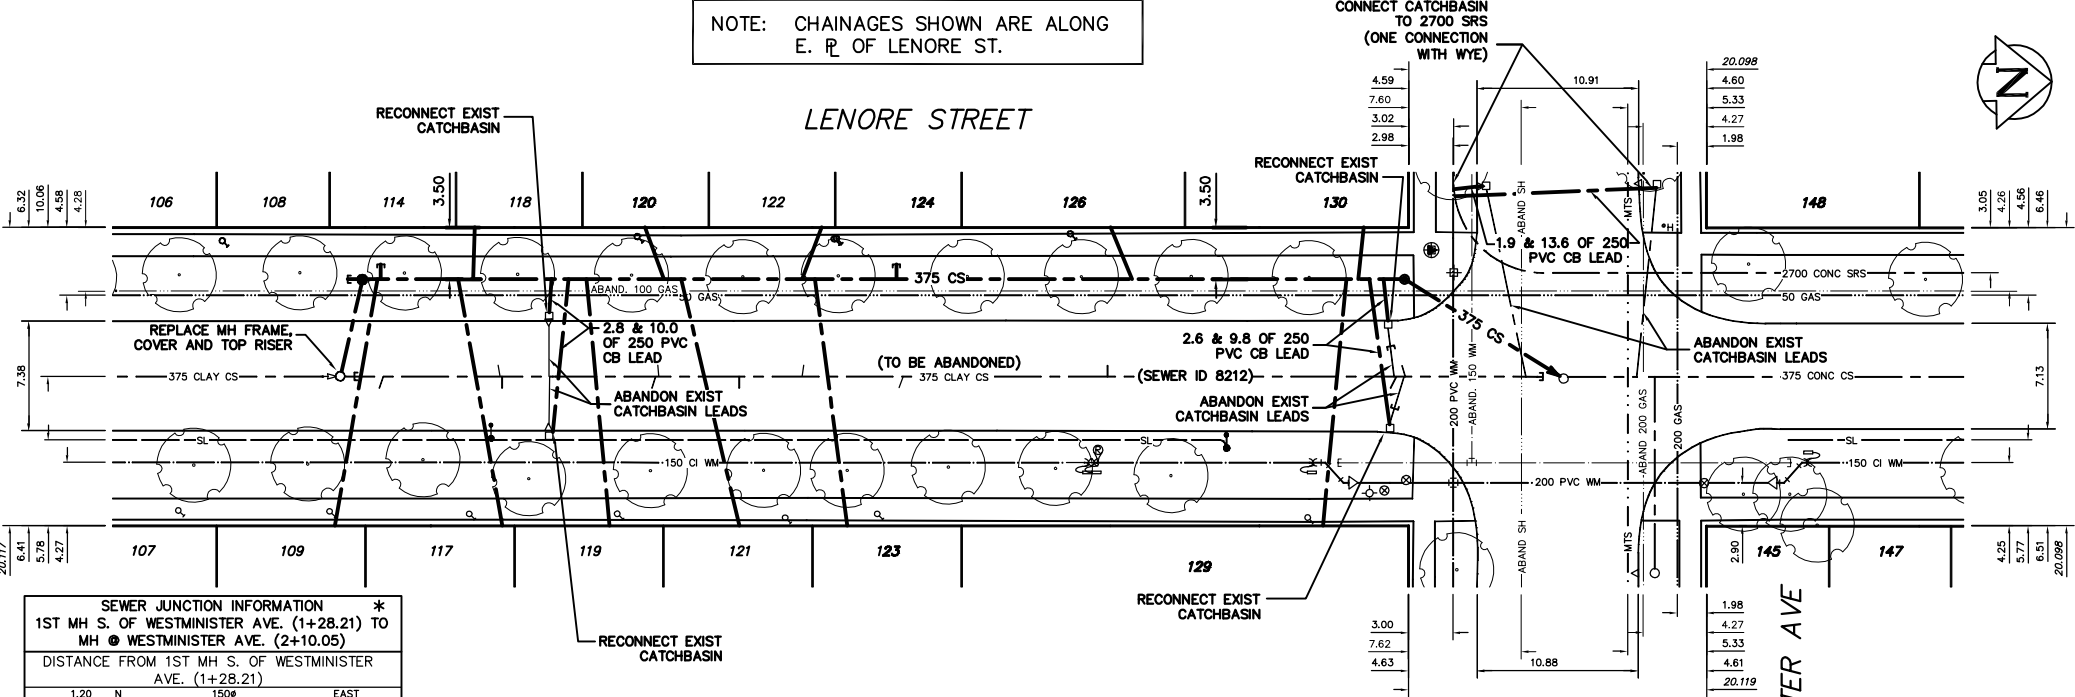 NOTE: CHAINAGES SHOWN ARE ALONG
E. ⅊ OF LENORE ST.
CONNECT CATCHBASIN
TO 2700 SRS
(ONE CONNECTION
WITH WYE)
N
LENORE STREET
RECONNECT EXIST
CATCHBASIN
RECONNECT EXIST
CATCHBASIN
4.59
7.60
3.02
2.98
10.91
20.098
4.60
5.33
4.27
1.98
6.32
10.06
4.58
4.28
106
108
114
3.50
118
120
122
124
126
3.50
130
148
3.05
4.26
4.56
6.46
ABAND SH
MTS
H
1.9 & 13.6 OF 250
PVC CB LEAD
375 CS
ABAND. 100 GAS
50 GAS
2700 CONC SRS
50 GAS
REPLACE MH FRAME,
COVER AND TOP RISER
2.8 & 10.0
OF 250 PVC
CB LEAD
2.6 & 9.8 OF 250
PVC CB LEAD
375 CS
ABANDON EXIST
CATCHBASIN LEADS
7.38
7.13
375 CLAY CS
(TO BE ABANDONED)
375 CLAY CS
(SEWER ID 8212)
375 CONC CS
ABANDON EXIST
CATCHBASIN LEADS
ABANDON EXIST
CATCHBASIN LEADS
200 PVC WM
ABAND. 150 WM
ABAND 200 GAS
200 GAS
SL
SL
SL
150 CI WM
150 CI WM
200 PVC WM
ABAND SH
MTS
20.117
6.41
5.78
4.27
107
109
117
119
121
123
129
2.90
145
147
4.25
5.77
6.51
20.098
RECONNECT EXIST
CATCHBASIN
RECONNECT EXIST
CATCHBASIN
3.00
7.62
4.63
10.88
1.98
4.27
5.33
4.61
20.119
TER AVE
SEWER JUNCTION INFORMATION *
1ST MH S. OF WESTMINISTER AVE. (1+28.21) TO
MH @ WESTMINISTER AVE. (2+10.05)
DISTANCE FROM 1ST MH S. OF WESTMINISTER
AVE. (1+28.21)
1.20 N 150ø EAST